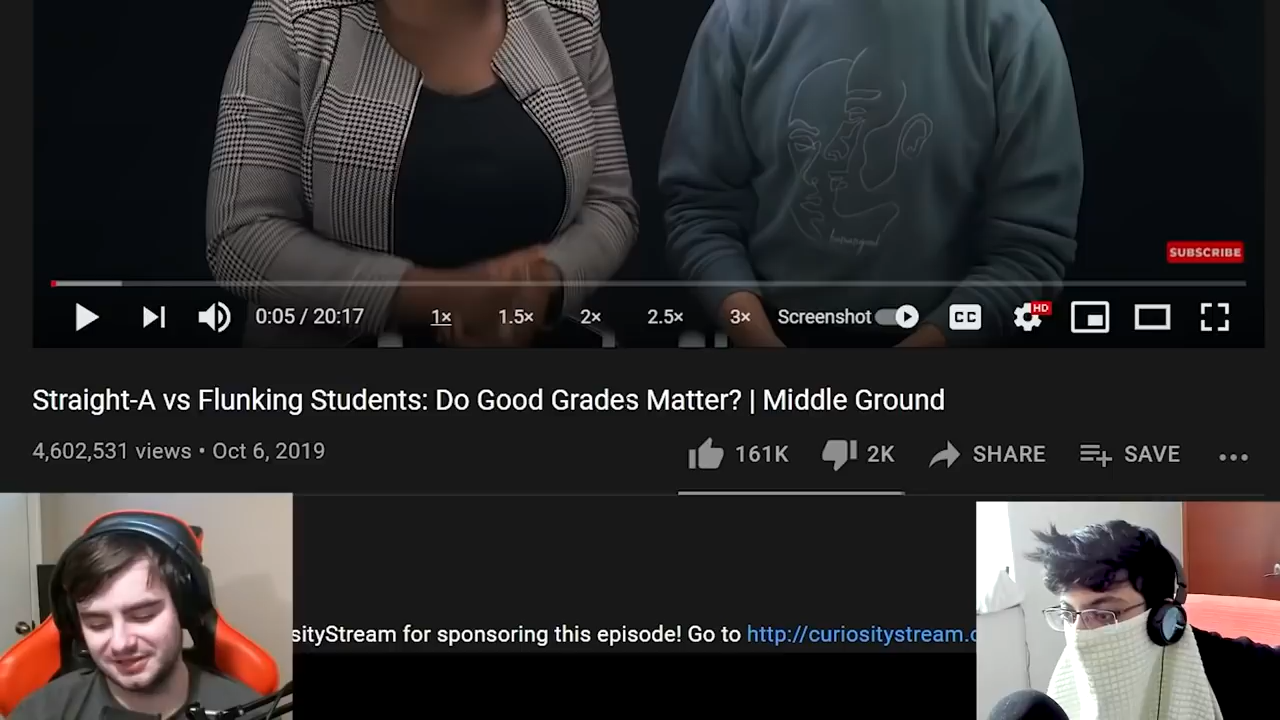 SUBSCRIBE
0:05 / 20:17 1× 1.5× 2× 2.5× 3× Screenshot CC HD
Straight-A vs Flunking Students: Do Good Grades Matter? | Middle Ground
4,602,531 views • Oct 6, 2019 161K 2K SHARE SAVE ...
sityStream for sponsoring this episode! Go to http://curiositystream.c